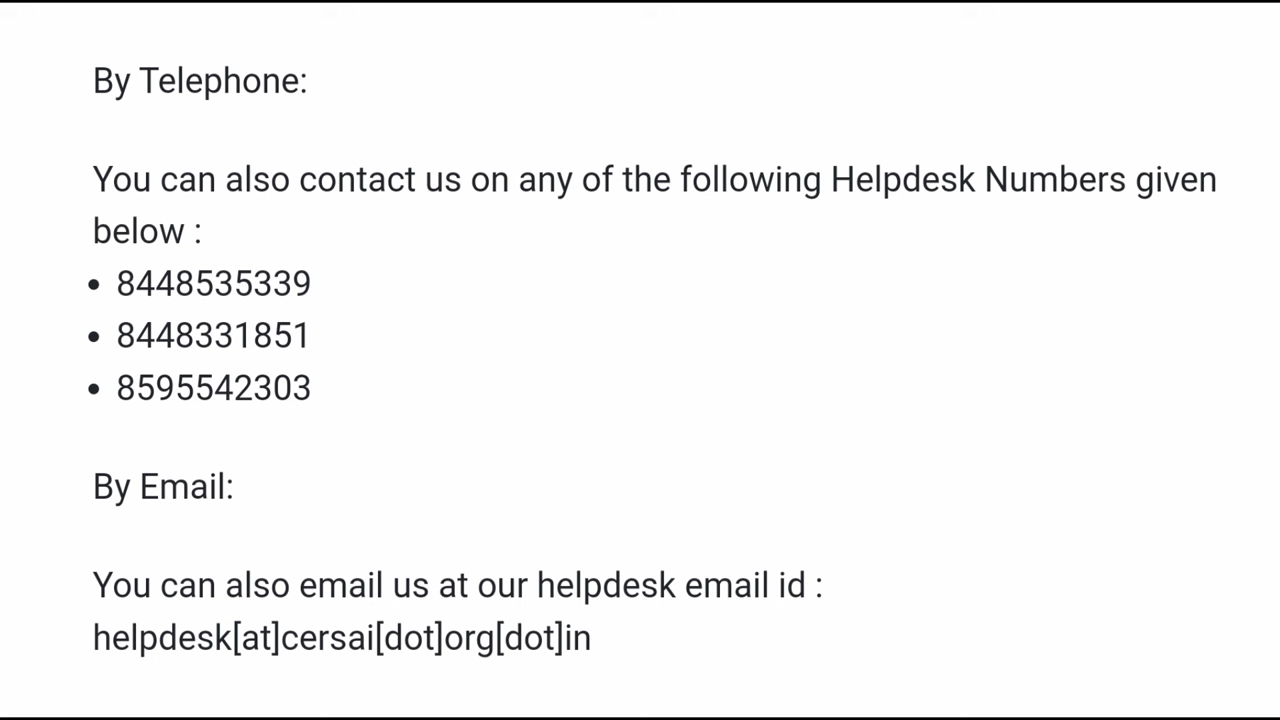 By Telephone:
You can also contact us on any of the following Helpdesk Numbers given
below :
• 8448535339
• 8448331851
• 8595542303
By Email:
You can also email us at our helpdesk email id :
helpdesk[at]cersai[dot]org[dot]in